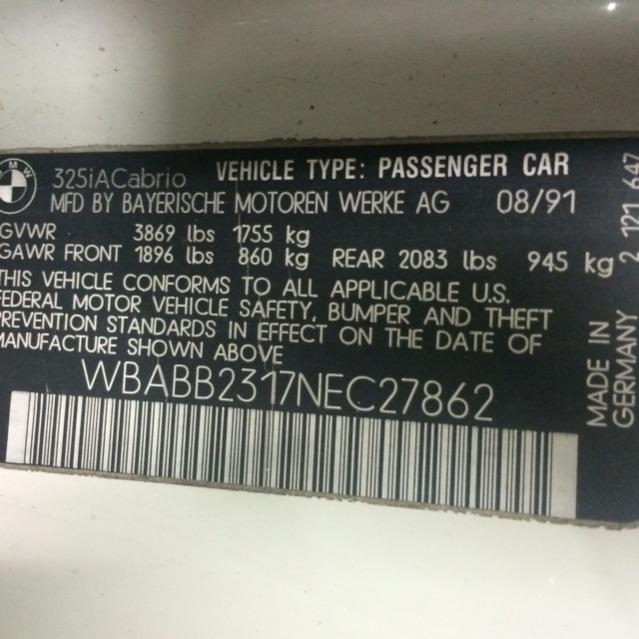 BMW
325iACabrio VEHICLE TYPE: PASSENGER CAR
MFD BY BAYERISCHE MOTOREN WERKE AG 08/91
GVWR 3869 lbs 1755 kg
GAWR FRONT 1896 lbs 860 kg REAR 2083 lbs 945 kg
THIS VEHICLE CONFORMS TO ALL APPLICABLE U.S.
FEDERAL MOTOR VEHICLE SAFETY, BUMPER AND THEFT
PREVENTION STANDARDS IN EFFECT ON THE DATE OF
MANUFACTURE SHOWN ABOVE
WBABB2317NEC27862
MADE IN
GERMANY 2 121 647